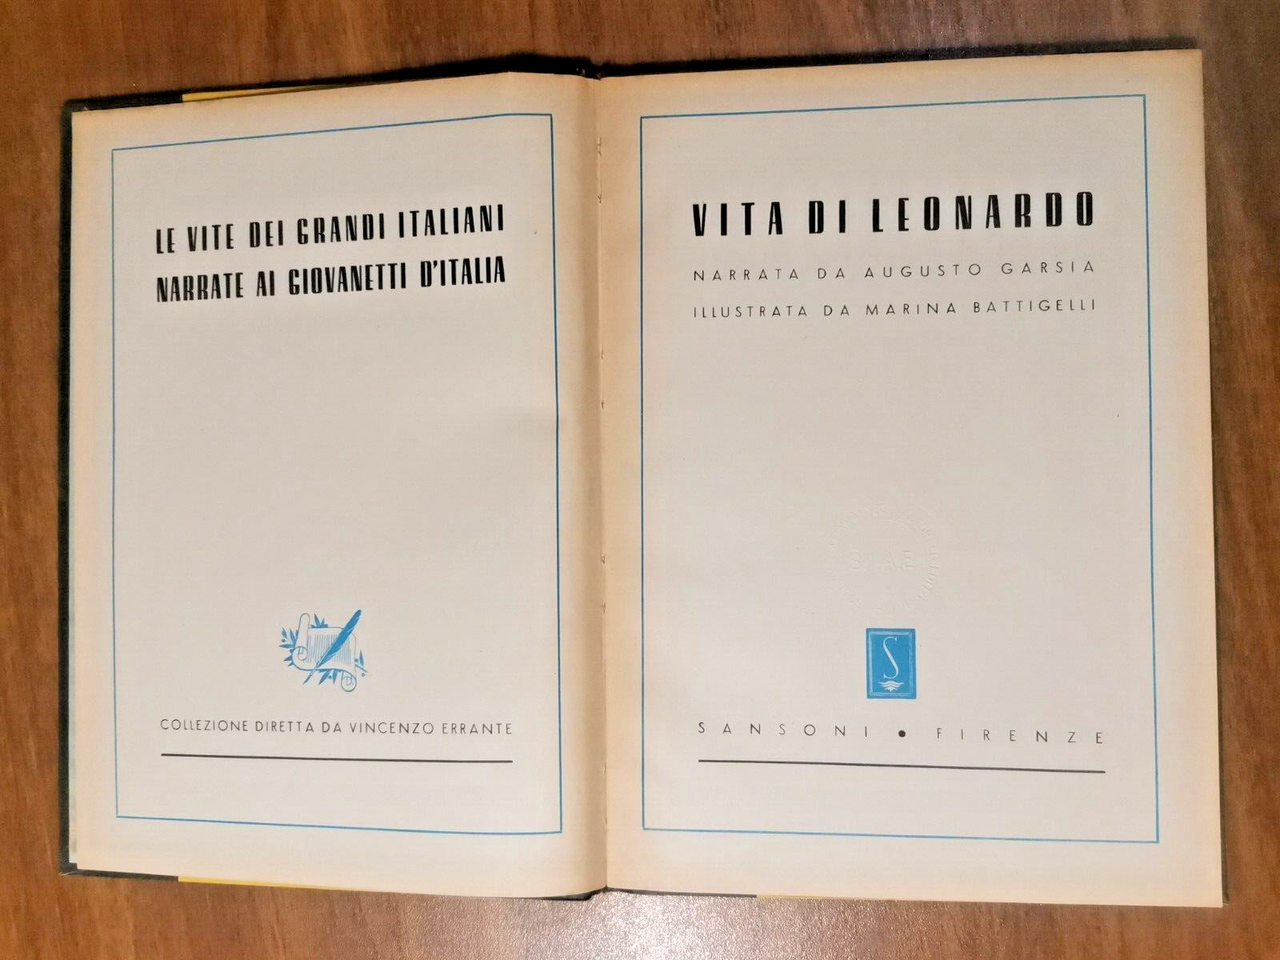 LE VITE DEI GRANDI ITALIANI
NARRATE AI GIOVANETTI D'ITALIA
COLLEZIONE DIRETTA DA VINCENZO ERRANTE
VITA DI LEONARDO
NARRATA DA AUGUSTO GARSIA
ILLUSTRATA DA MARINA BATTIGELLI
SIAE
S
SANSONI • FIRENZE